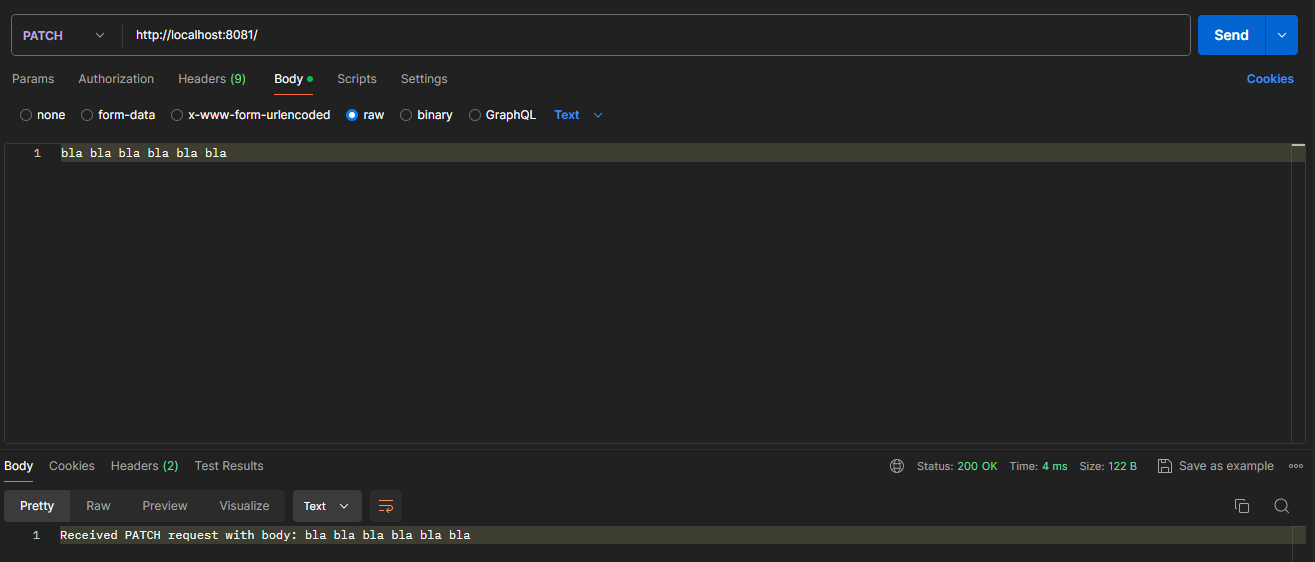 PATCH http://localhost:8081/ Send
Params Authorization Headers (9) Body Scripts Settings Cookies
none form-data x-www-form-urlencoded raw binary GraphQL Text
1 bla bla bla bla bla bla
Body Cookies Headers (2) Test Results Status: 200 OK Time: 4 ms Size: 122 B Save as example
Pretty Raw Preview Visualize Text
1 Received PATCH request with body: bla bla bla bla bla bla